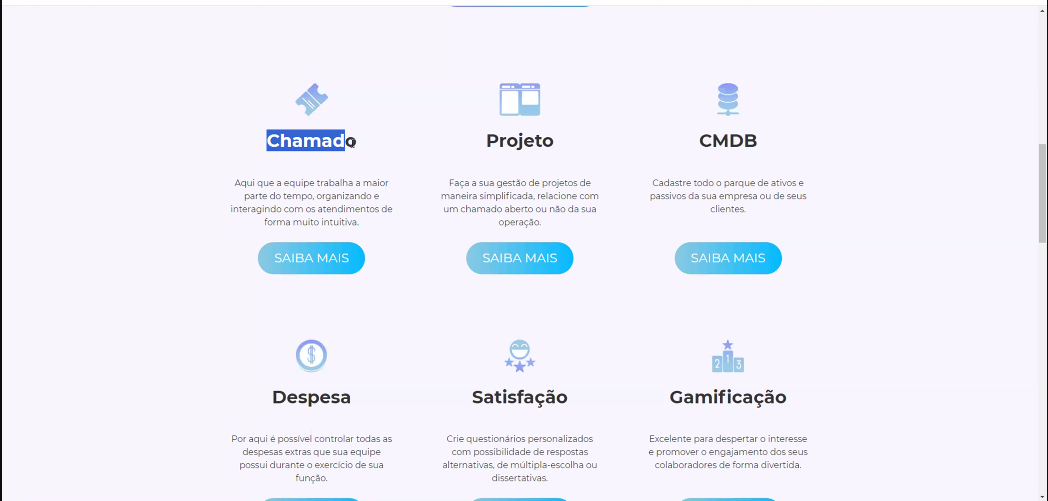 Chamado
Projeto
CMDB
Aqui que a equipe trabalha a maior
parte do tempo, organizando e
interagindo com os atendimentos de
forma muito intuitiva.
Faça a sua gestão de projetos de
maneira simplificada, relacione com
um chamado aberto ou não da sua
operação.
Cadastre todo o parque de ativos e
passivos da sua empresa ou de seus
clientes.
SAIBA MAIS
SAIBA MAIS
SAIBA MAIS
2 1 3
Despesa
Satisfação
Gamificação
Por aqui é possível controlar todas as
despesas extras que sua equipe
possui durante o exercício de sua
função.
Crie questionários personalizados
com possibilidade de respostas
alternativas, de múltipla-escolha ou
dissertativas.
Excelente para despertar o interesse
e promover o engajamento dos seus
colaboradores de forma divertida.